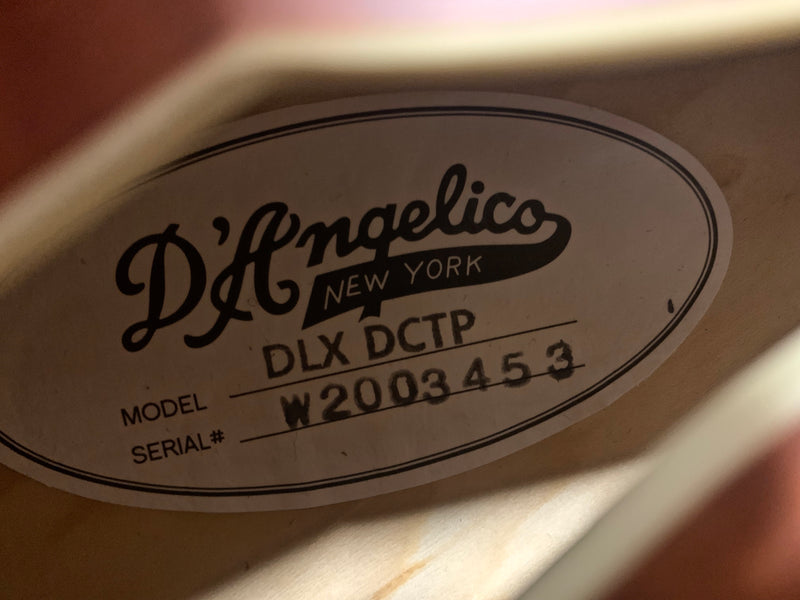 D'Angelico
NEW YORK
MODEL DLX DCTP
SERIAL# W2003453